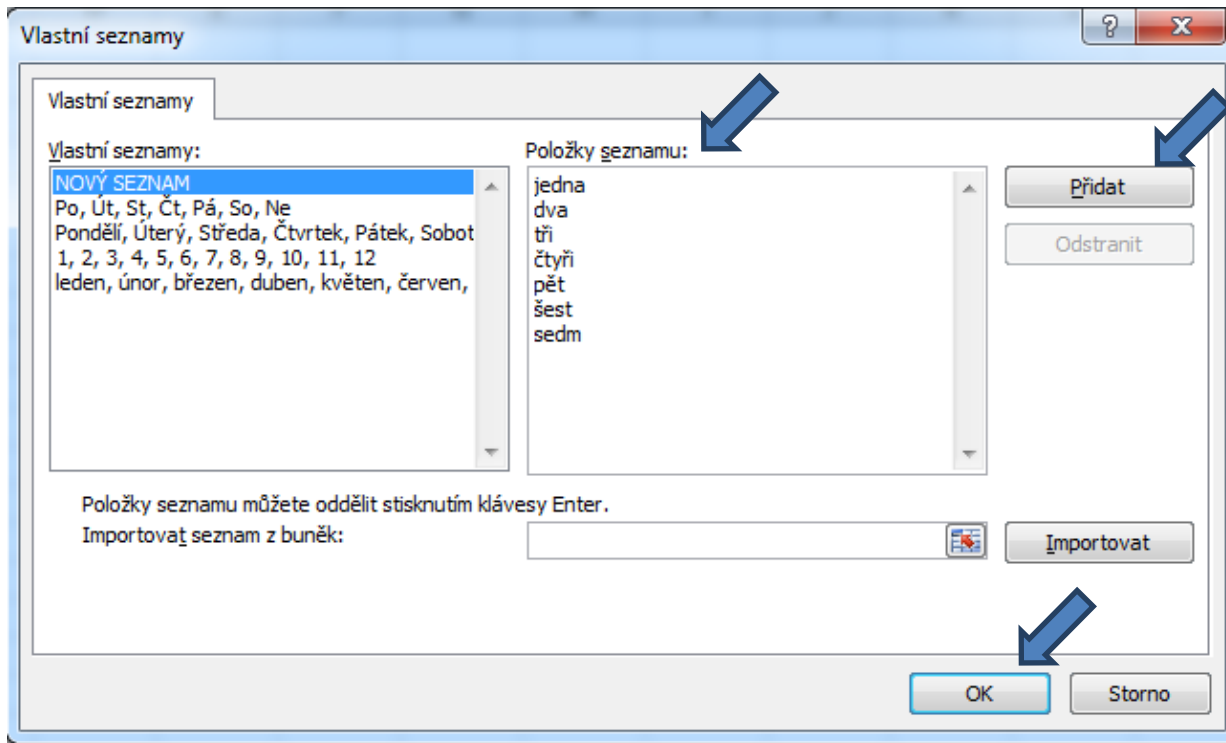 Vlastní seznamy
Vlastní seznamy
Vlastní seznamy:
NOVÝ SEZNAM
Po, Út, St, Čt, Pá, So, Ne
Pondělí, Úterý, Středa, Čtvrtek, Pátek, Sobot
1, 2, 3, 4, 5, 6, 7, 8, 9, 10, 11, 12
leden, únor, březen, duben, květen, červen,
Položky seznamu:
jedna
dva
tři
čtyři
pět
šest
sedm
Přidat
Odstranit
Položky seznamu můžete oddělit stisknutím klávesy Enter.
Importovat seznam z buněk:
Importovat
OK
Storno